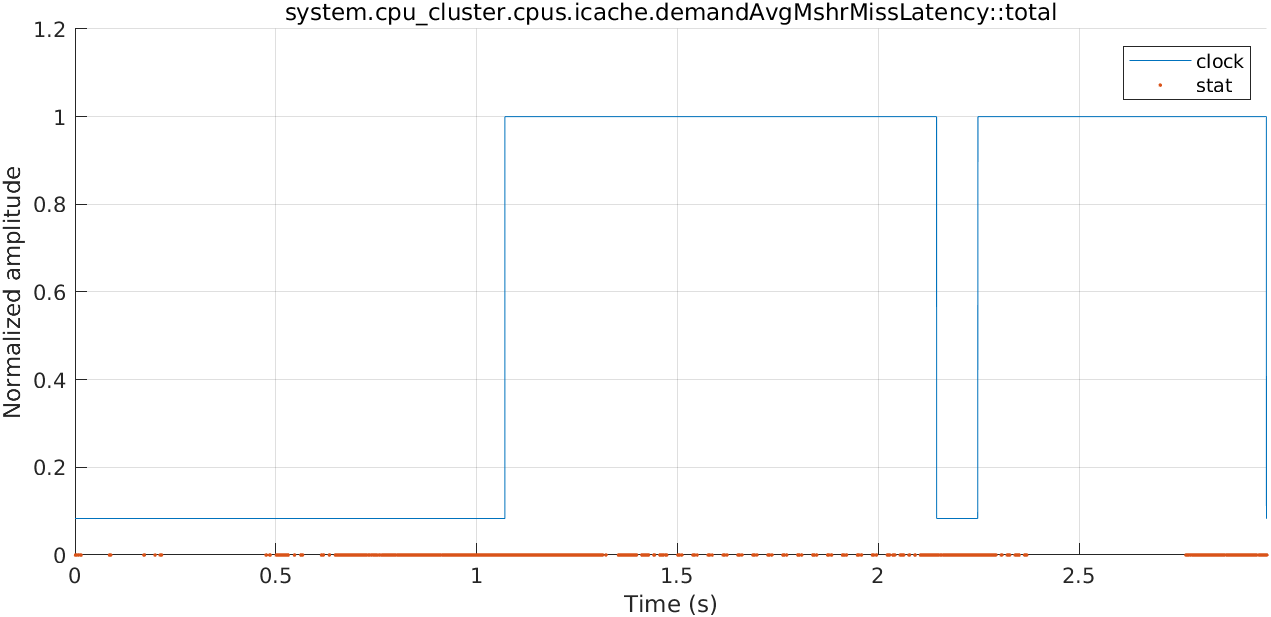 system.cpu_cluster.cpus.icache.demandAvgMshrMissLatency::total
1.2
1
0.8
0.6
0.4
0.2
0
Normalized amplitude
clock
stat
0 0.5 1 1.5 2 2.5
Time (s)